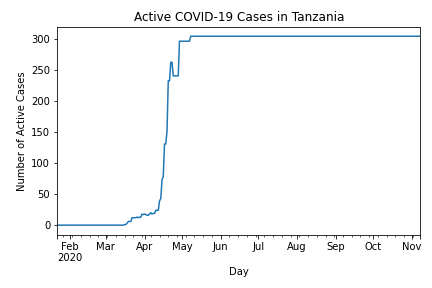 Active COVID-19 Cases in Tanzania
Number of Active Cases
300
250
200
150
100
50
0
Feb Mar Apr May Jun Jul Aug Sep Oct Nov
2020
Day